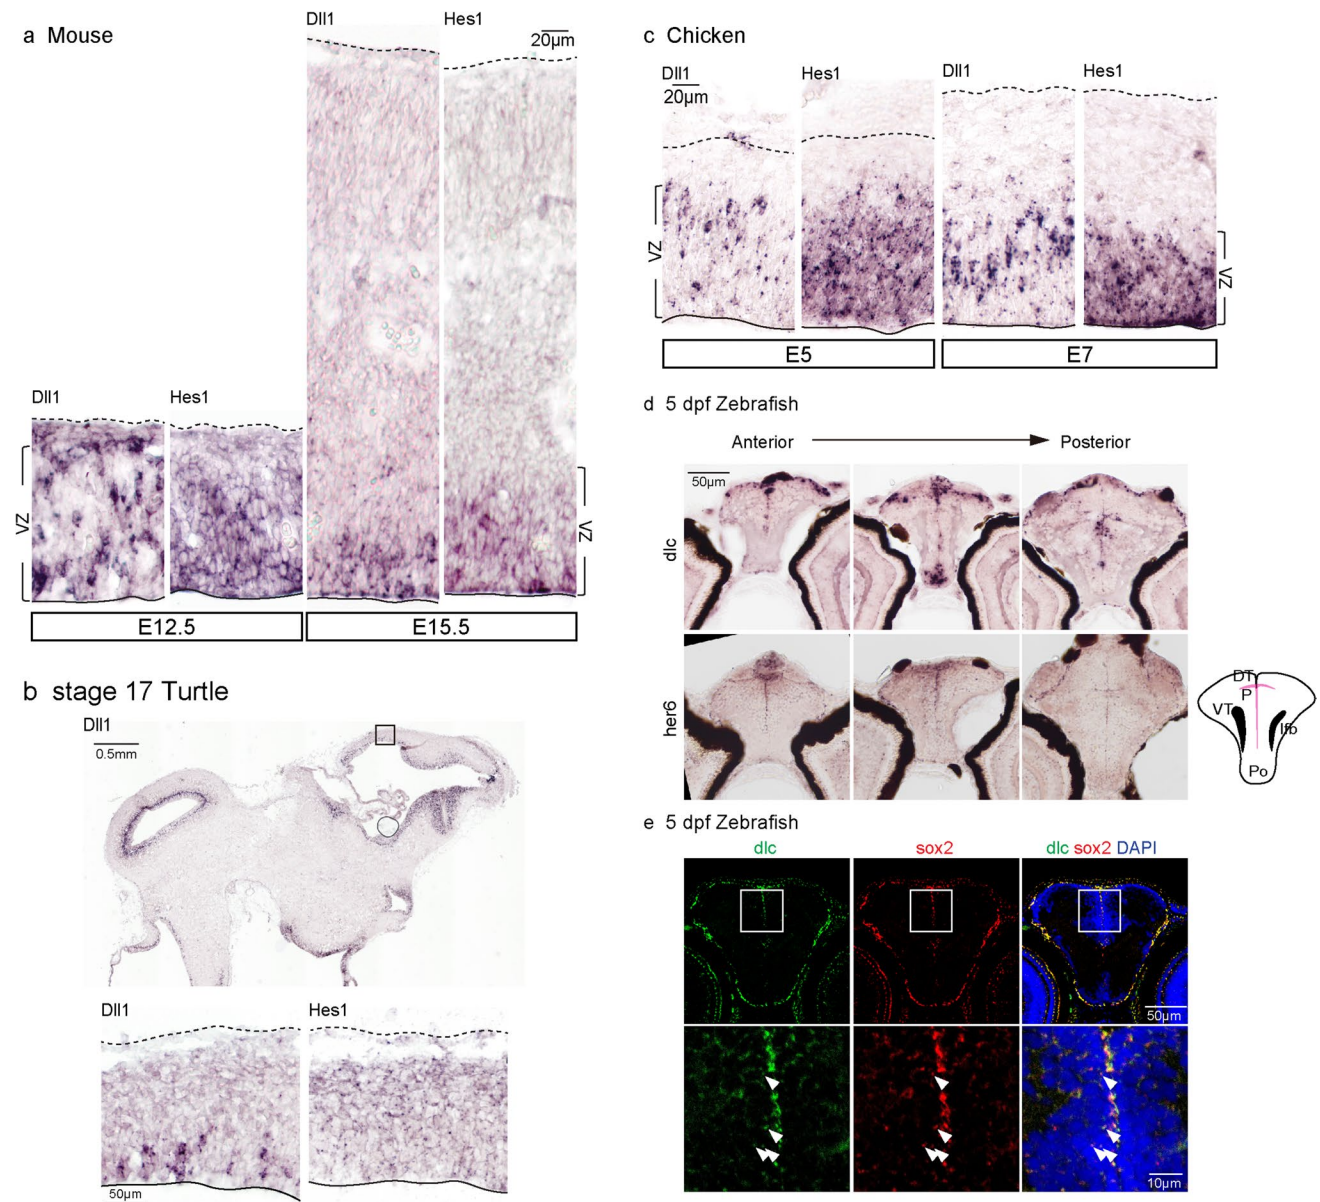 a Mouse
Dll1
Hes1
20μm
Dll1
Hes1
VZ
VZ
E12.5
E15.5
b stage 17 Turtle
Dll1
0.5mm
Dll1
Hes1
50μm
c Chicken
Dll1
20μm
Hes1
Dll1
Hes1
VZ
VZ
E5
E7
d 5 dpf Zebrafish
Anterior
Posterior
50μm
dlc
her6
DT
P
VT
lfb
Po
e 5 dpf Zebrafish
dlc
sox2
dlc sox2 DAPI
50μm
10μm